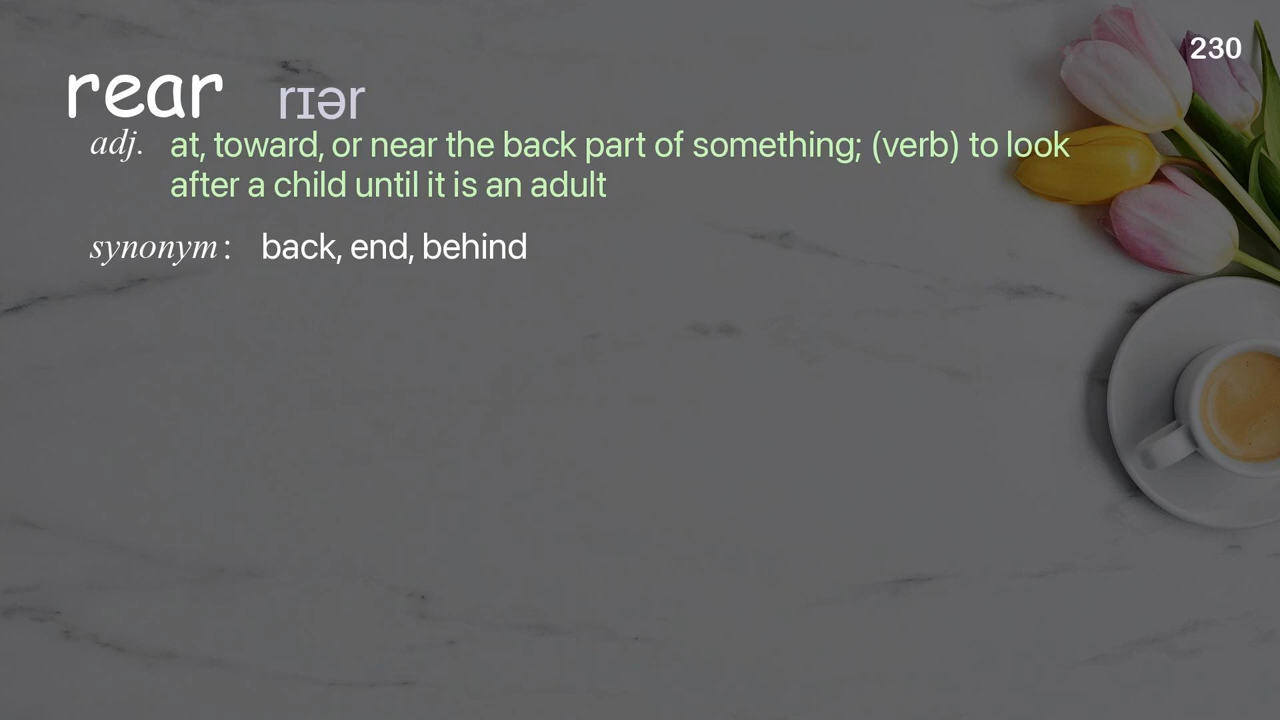 230
rear rɪər
adj. at, toward, or near the back part of something; (verb) to look
after a child until it is an adult
synonym: back, end, behind